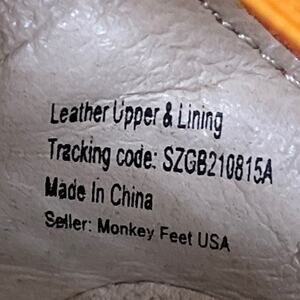 Leather Upper & Lining
Tracking code: SZGB210815A
Made In China
Seller: Monkey Feet USA